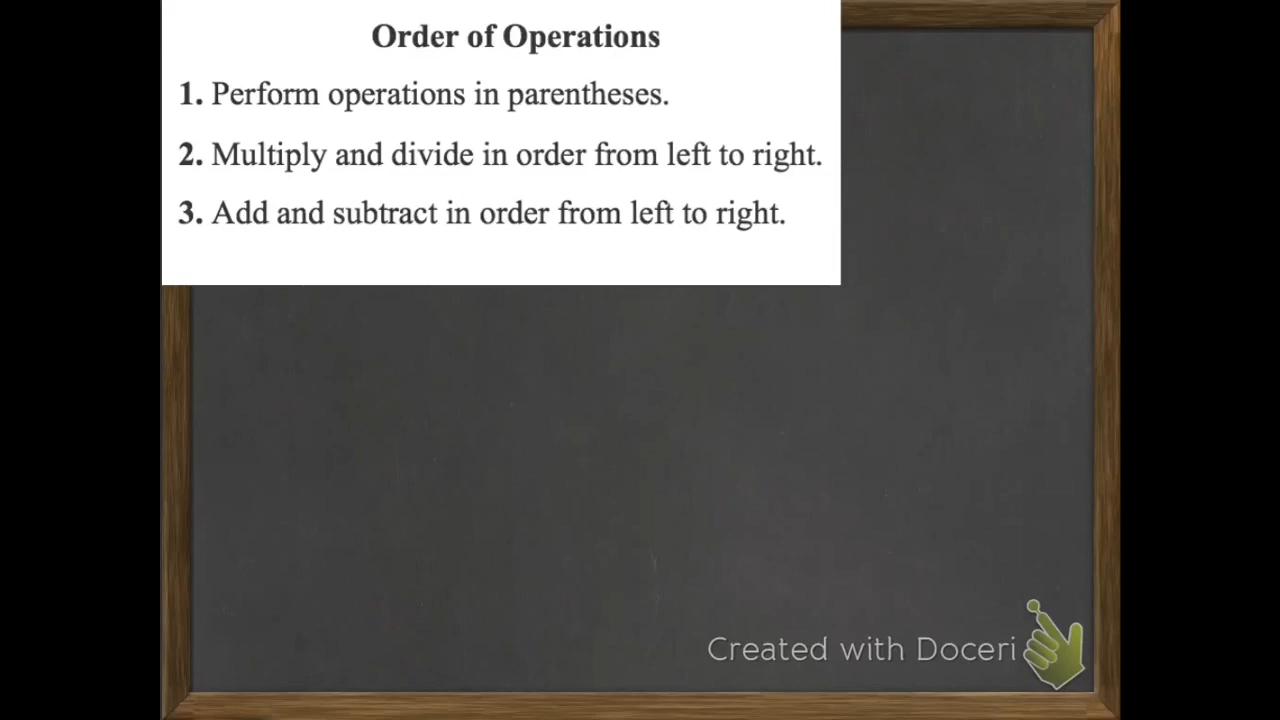 Order of Operations
1. Perform operations in parentheses.
2. Multiply and divide in order from left to right.
3. Add and subtract in order from left to right.
Created with Doceri